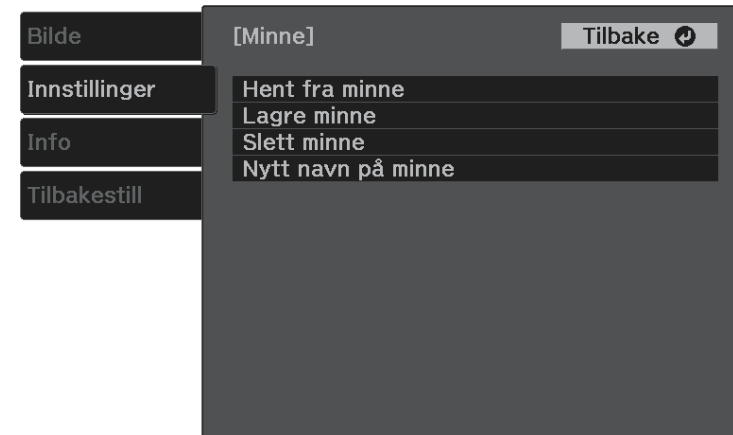 Bilde
Innstillinger
Info
Tilbakestill
[Minne]
Tilbake
Hent fra minne
Lagre minne
Slett minne
Nytt navn på minne